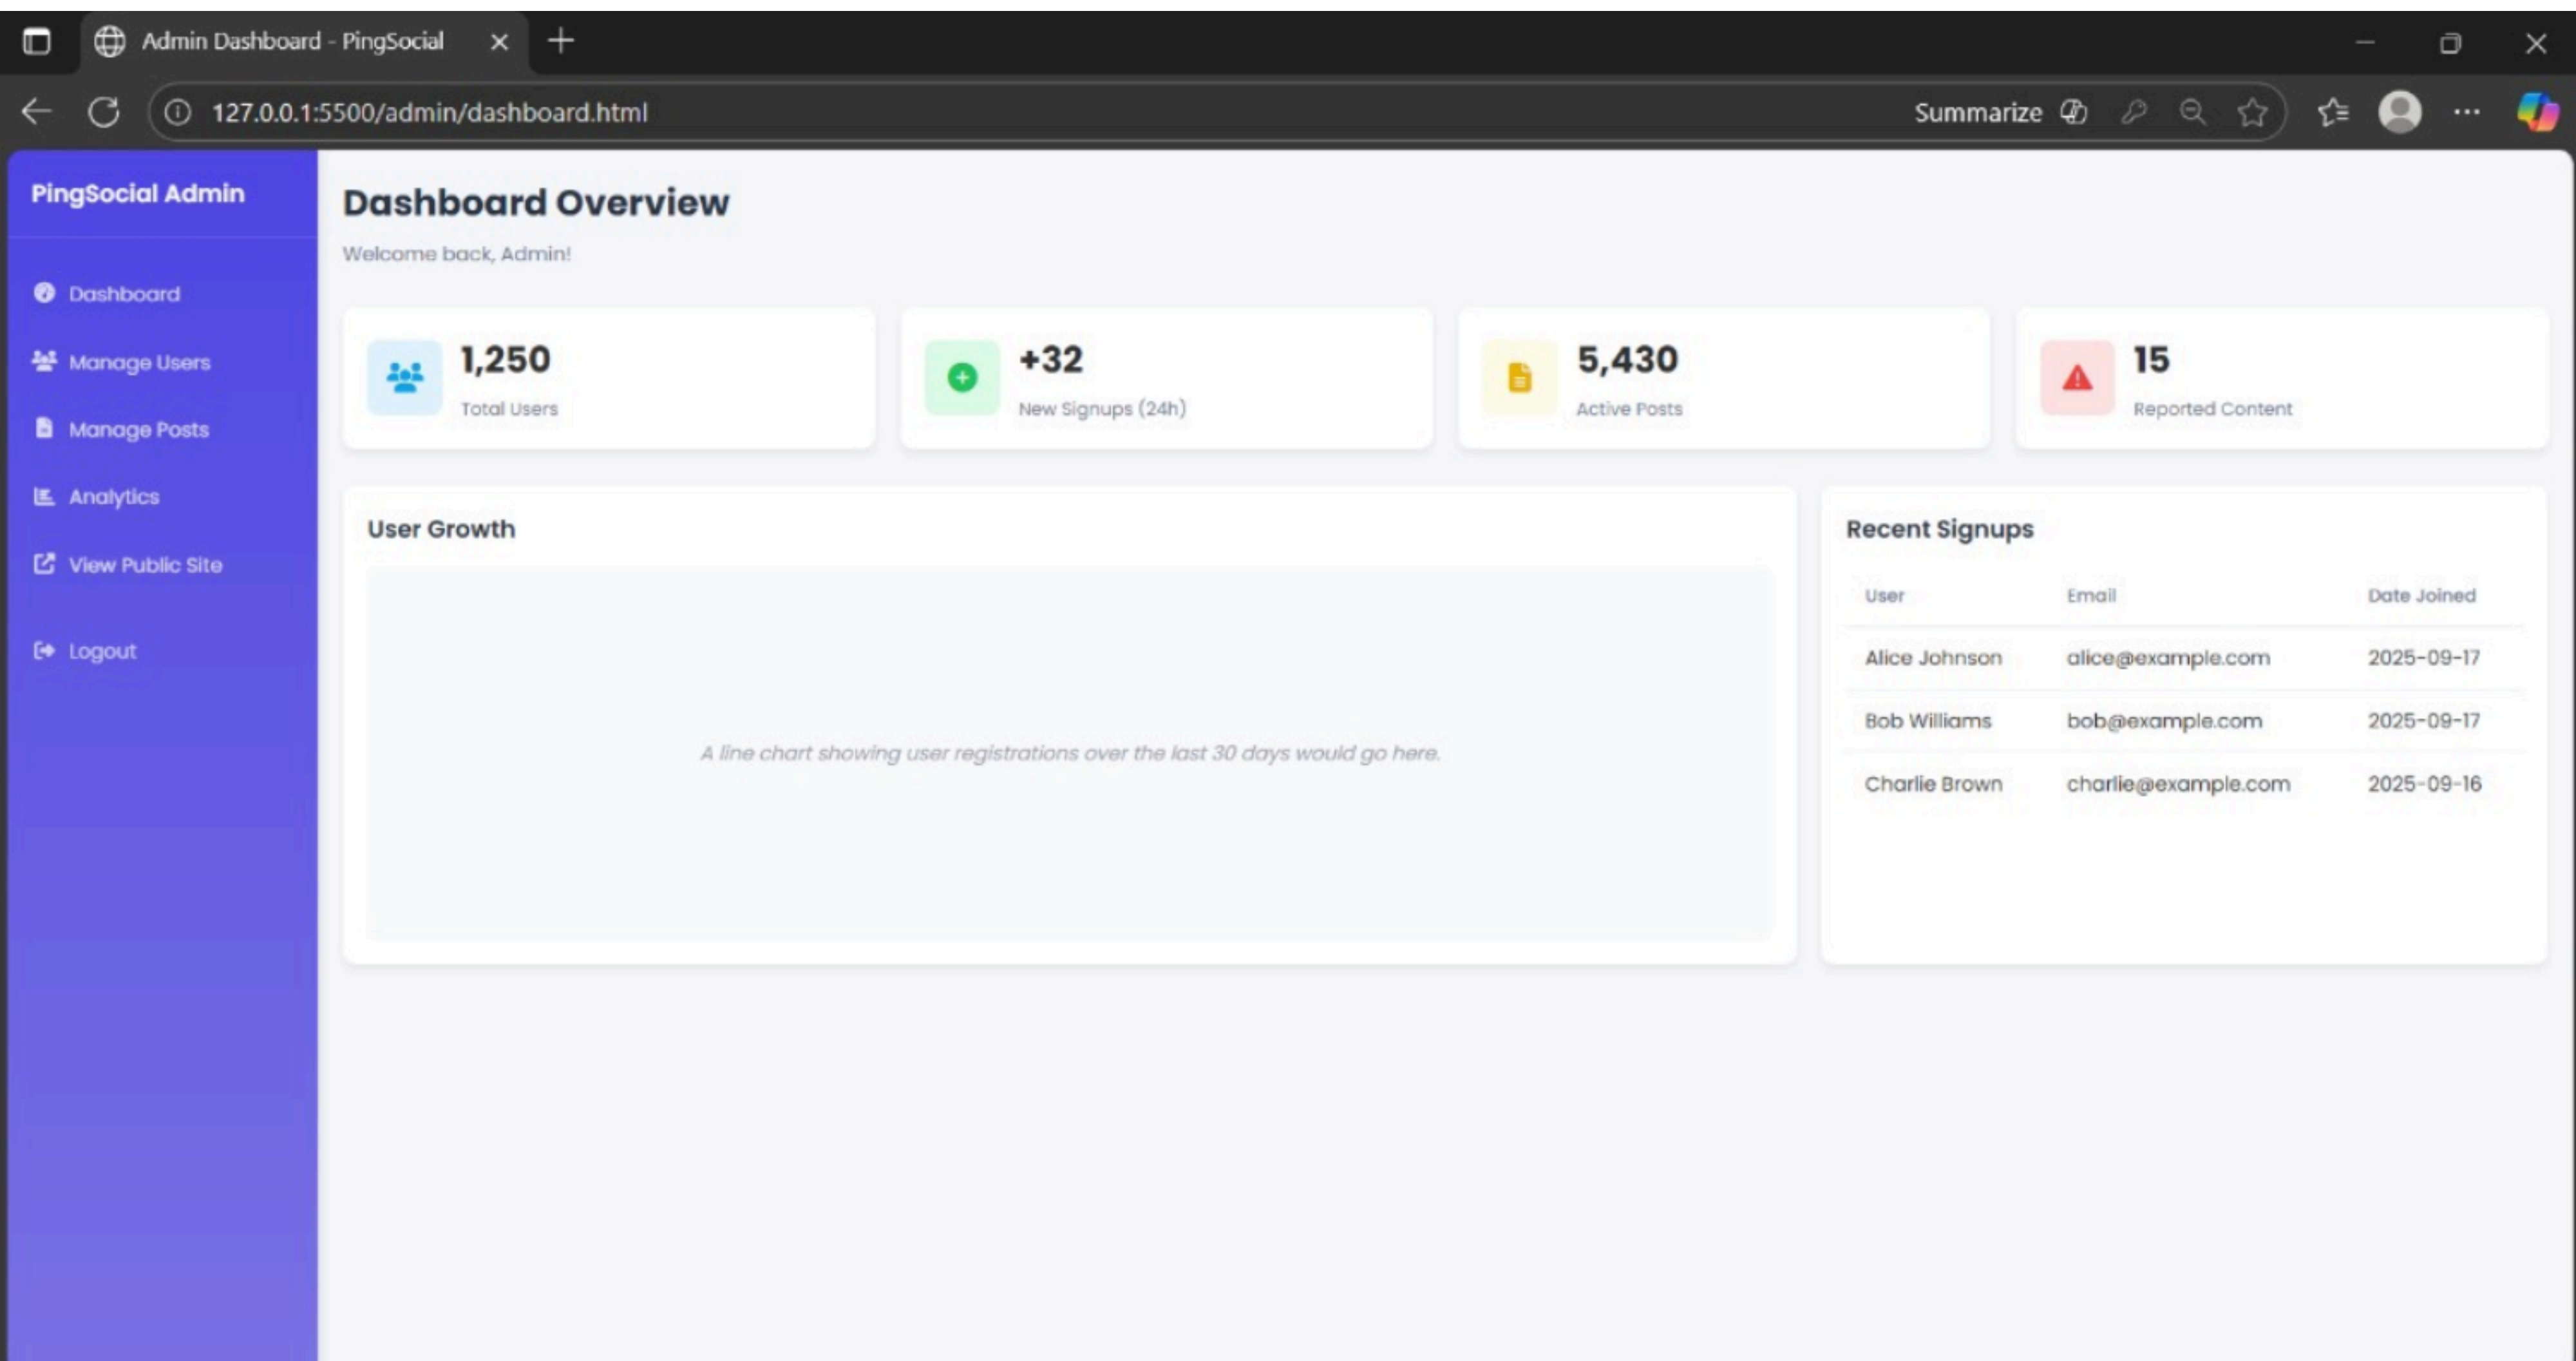 Admin Dashboard - PingSocial
127.0.0.1:5500/admin/dashboard.html
Summarize
PingSocial Admin
Dashboard
Manage Users
Manage Posts
Analytics
View Public Site
Logout
Dashboard Overview
Welcome back, Admin!
1,250
Total Users
+32
New Signups (24h)
5,430
Active Posts
15
Reported Content
User Growth
A line chart showing user registrations over the last 30 days would go here.
Recent Signups
User Email Date Joined
Alice Johnson alice@example.com 2025-09-17
Bob Williams bob@example.com 2025-09-17
Charlie Brown charlie@example.com 2025-09-16